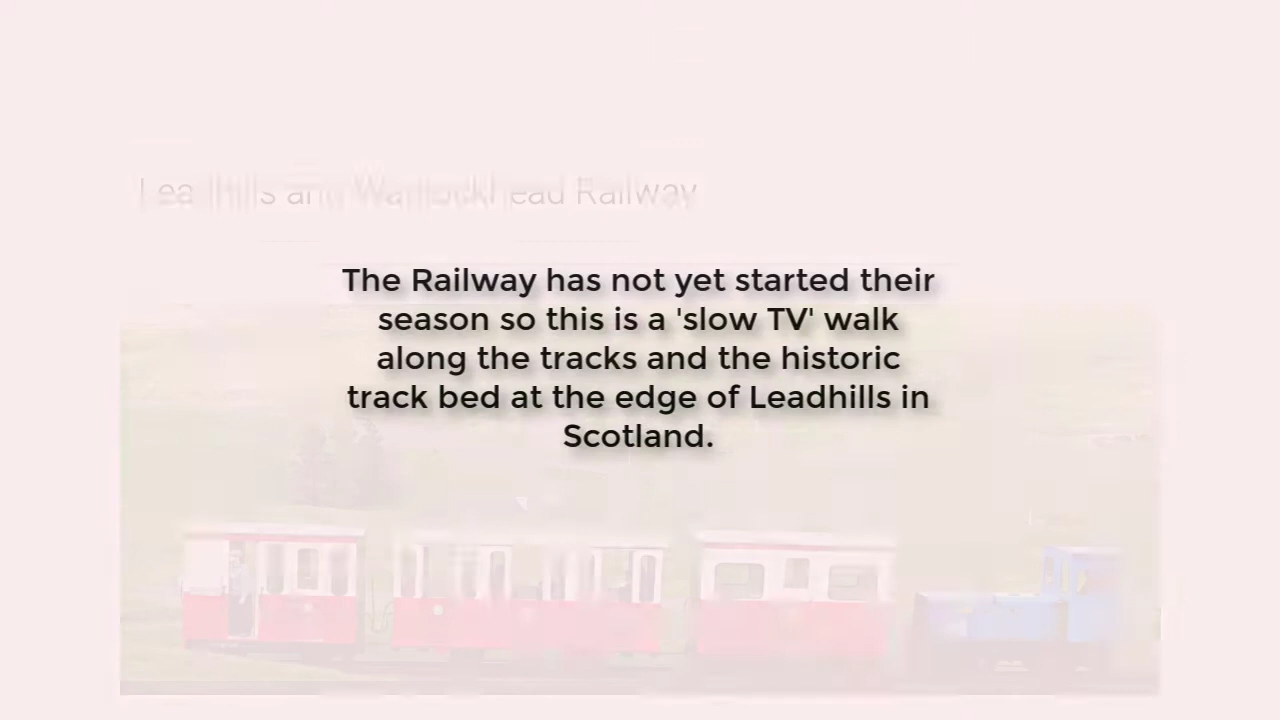 Leadhills and Wanlockhead Railway
The Railway has not yet started their
season so this is a 'slow TV' walk
along the tracks and the historic
track bed at the edge of Leadhills in
Scotland.